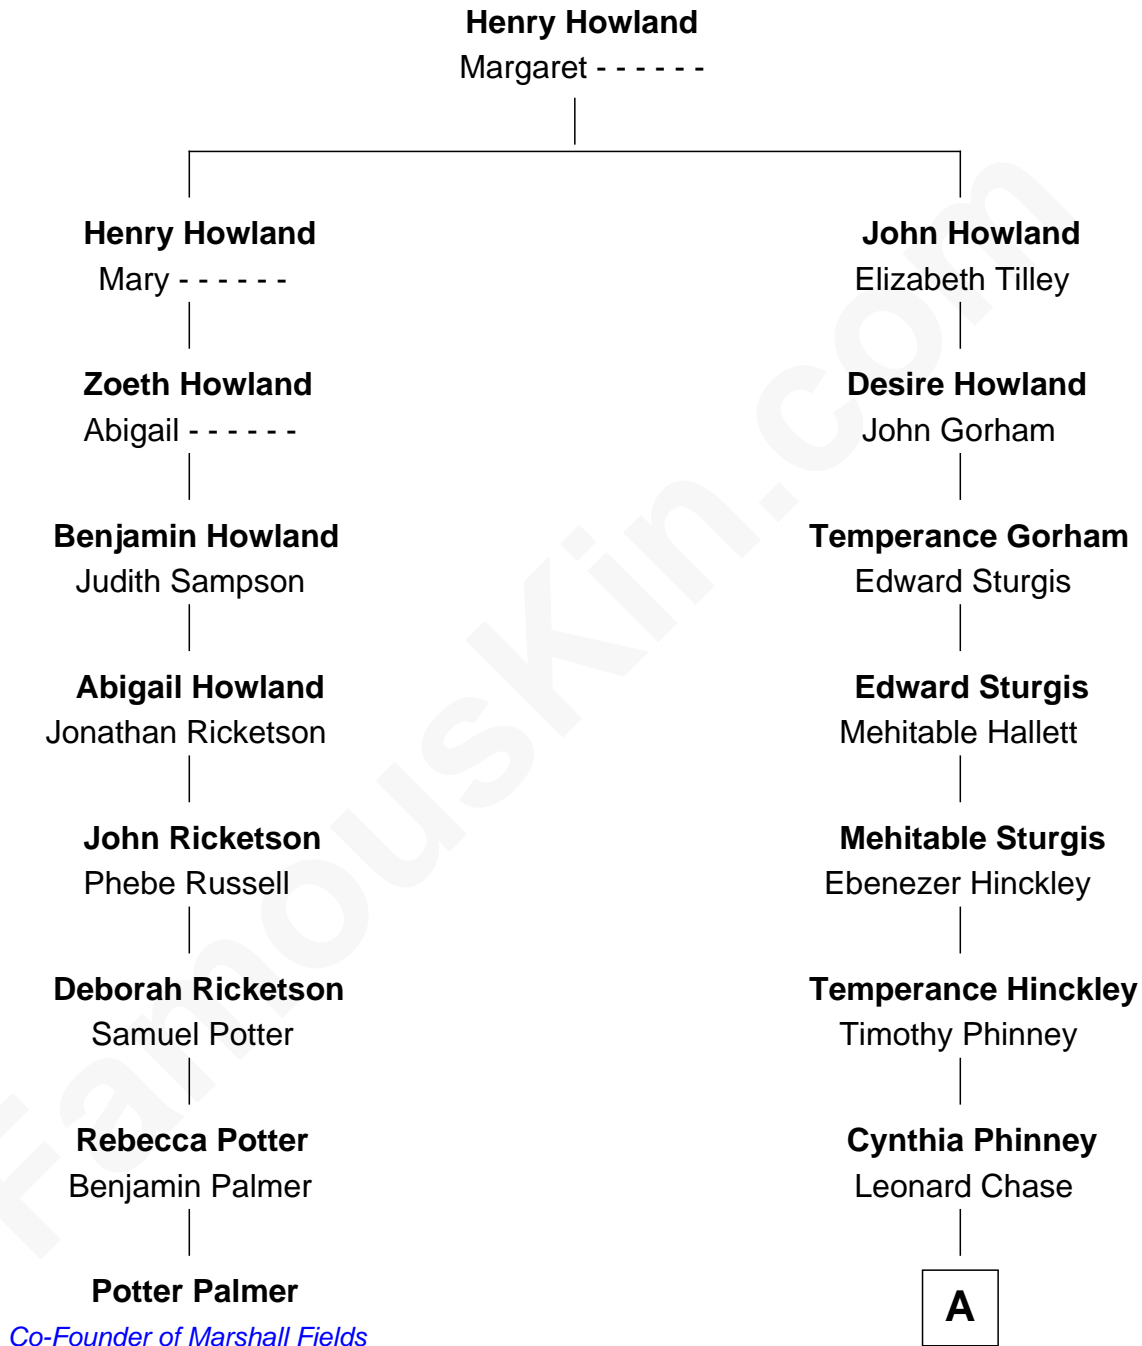 Henry Howland
Margaret - - - - - -
Henry Howland
Mary - - - - - -
John Howland
Elizabeth Tilley
Zoeth Howland
Abigail - - - - - -
Desire Howland
John Gorham
Benjamin Howland
Judith Sampson
Temperance Gorham
Edward Sturgis
Abigail Howland
Jonathan Ricketson
Edward Sturgis
Mehitable Hallett
John Ricketson
Phebe Russell
Mehitable Sturgis
Ebenezer Hinckley
Deborah Ricketson
Samuel Potter
Temperance Hinckley
Timothy Phinney
Rebecca Potter
Benjamin Palmer
Cynthia Phinney
Leonard Chase
Potter Palmer
Co-Founder of Marshall Fields
A
FamousKin.com